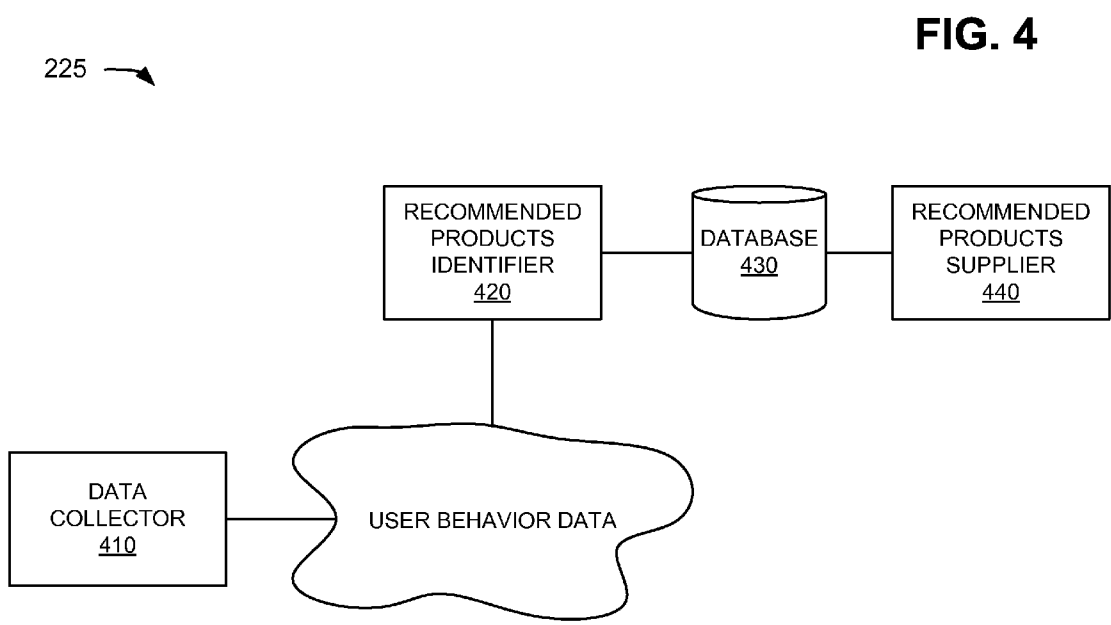 FIG. 4
225
RECOMMENDED
PRODUCTS
IDENTIFIER
420
DATABASE
430
RECOMMENDED
PRODUCTS
SUPPLIER
440
DATA
COLLECTOR
410
USER BEHAVIOR DATA